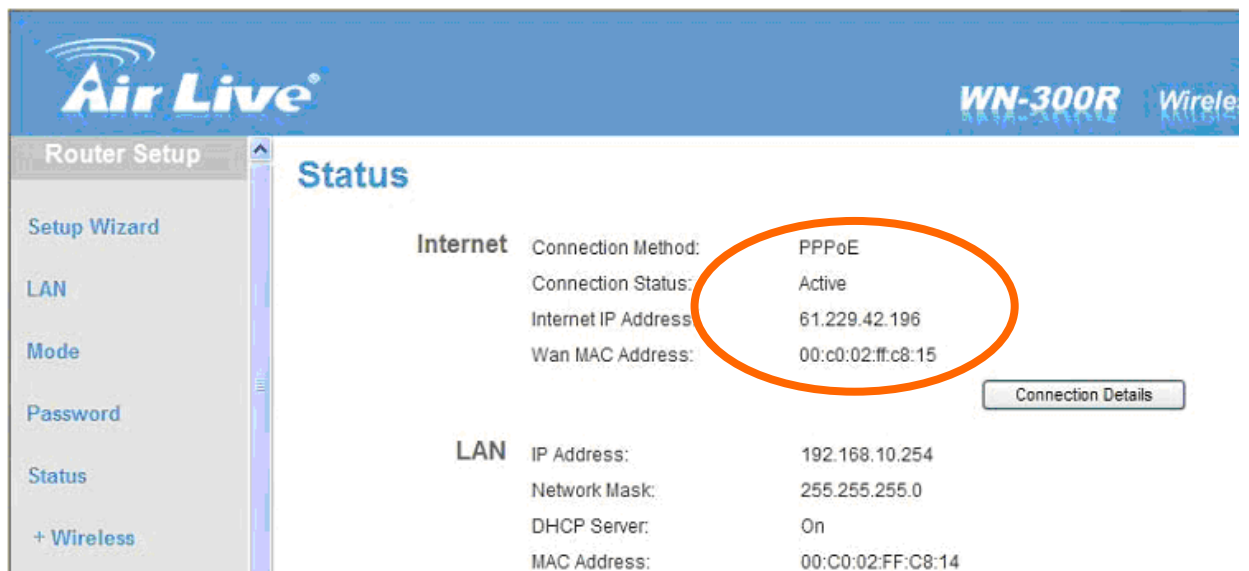 Air Live®
WN-300R Wireles
Router Setup
Status
Setup Wizard
Internet Connection Method: PPPoE
LAN
Connection Status: Active
Internet IP Address: 61.229.42.196
Mode
Wan MAC Address: 00:c0:02:ff:c8:15
Connection Details
Password
LAN IP Address: 192.168.10.254
Status
Network Mask: 255.255.255.0
DHCP Server: On
+ Wireless
MAC Address: 00:C0:02:FF:C8:14